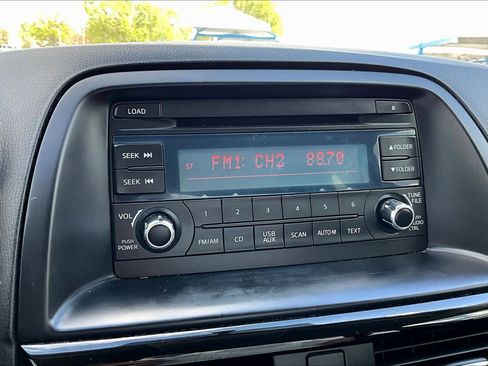 LOAD
SEEK
SEEK
ST FM1: CH2 88.70
▲ FOLDER
▼ FOLDER
VOL
PUSH
POWER
1 2 3 4 5 6
FM/AM CD USB AUX SCAN AUTO-M TEXT
TUNE
FILE
PUSH
AUDIO
CTRL